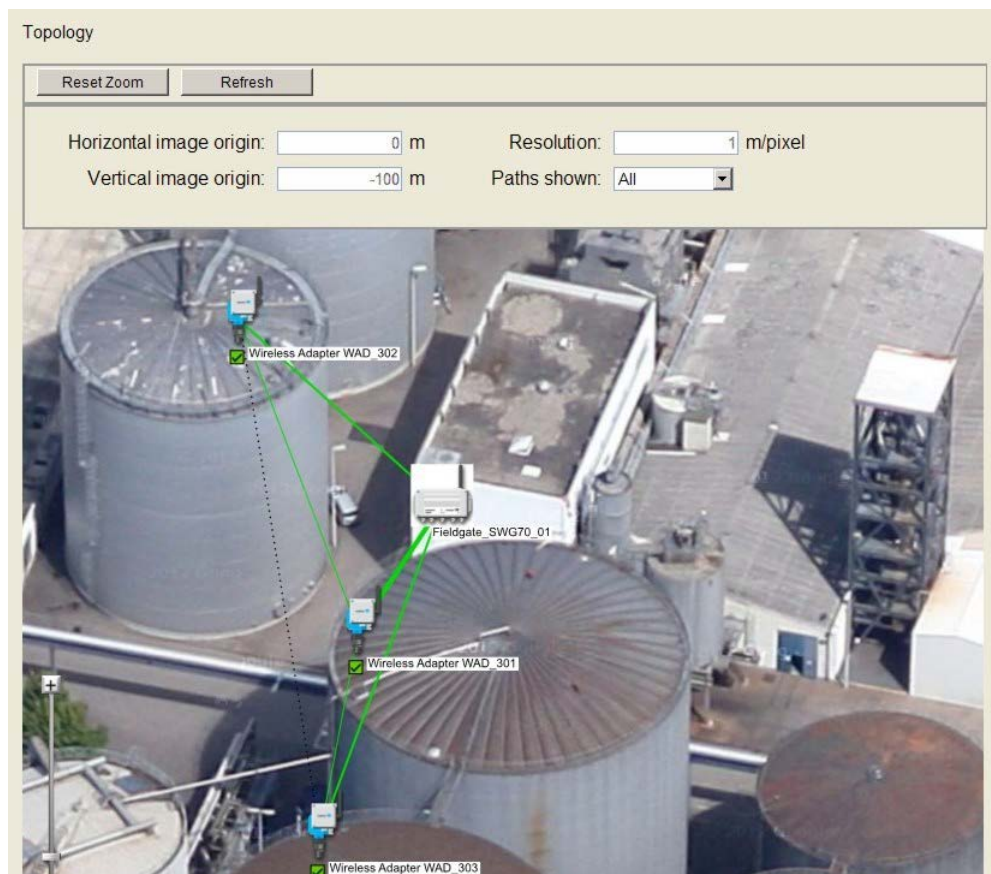 Topology
Reset Zoom Refresh
Horizontal image origin: 0 m Resolution: 1 m/pixel
Vertical image origin: -100 m Paths shown: All
Wireless Adapter WAD_302
Fieldgate_SWG70_01
Wireless Adapter WAD_301
+
Wireless Adapter WAD_303